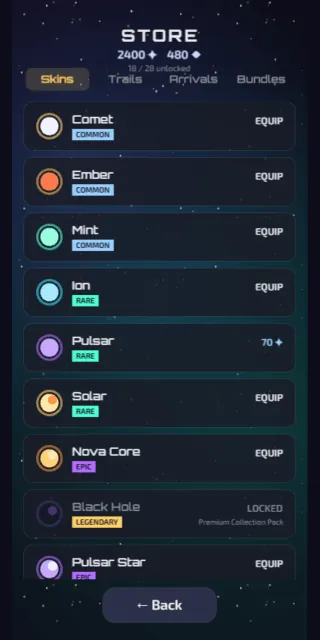 STORE
2400 ✦ 480 ◆
18 / 28 unlocked
Skins Trails Arrivals Bundles
Comet EQUIP
COMMON
Ember EQUIP
COMMON
Mint EQUIP
COMMON
Ion EQUIP
RARE
Pulsar 70 ✦
RARE
Solar EQUIP
RARE
Nova Core EQUIP
EPIC
Black Hole LOCKED
LEGENDARY Premium Collection Pack
Pulsar Star EQUIP
EPIC
← Back